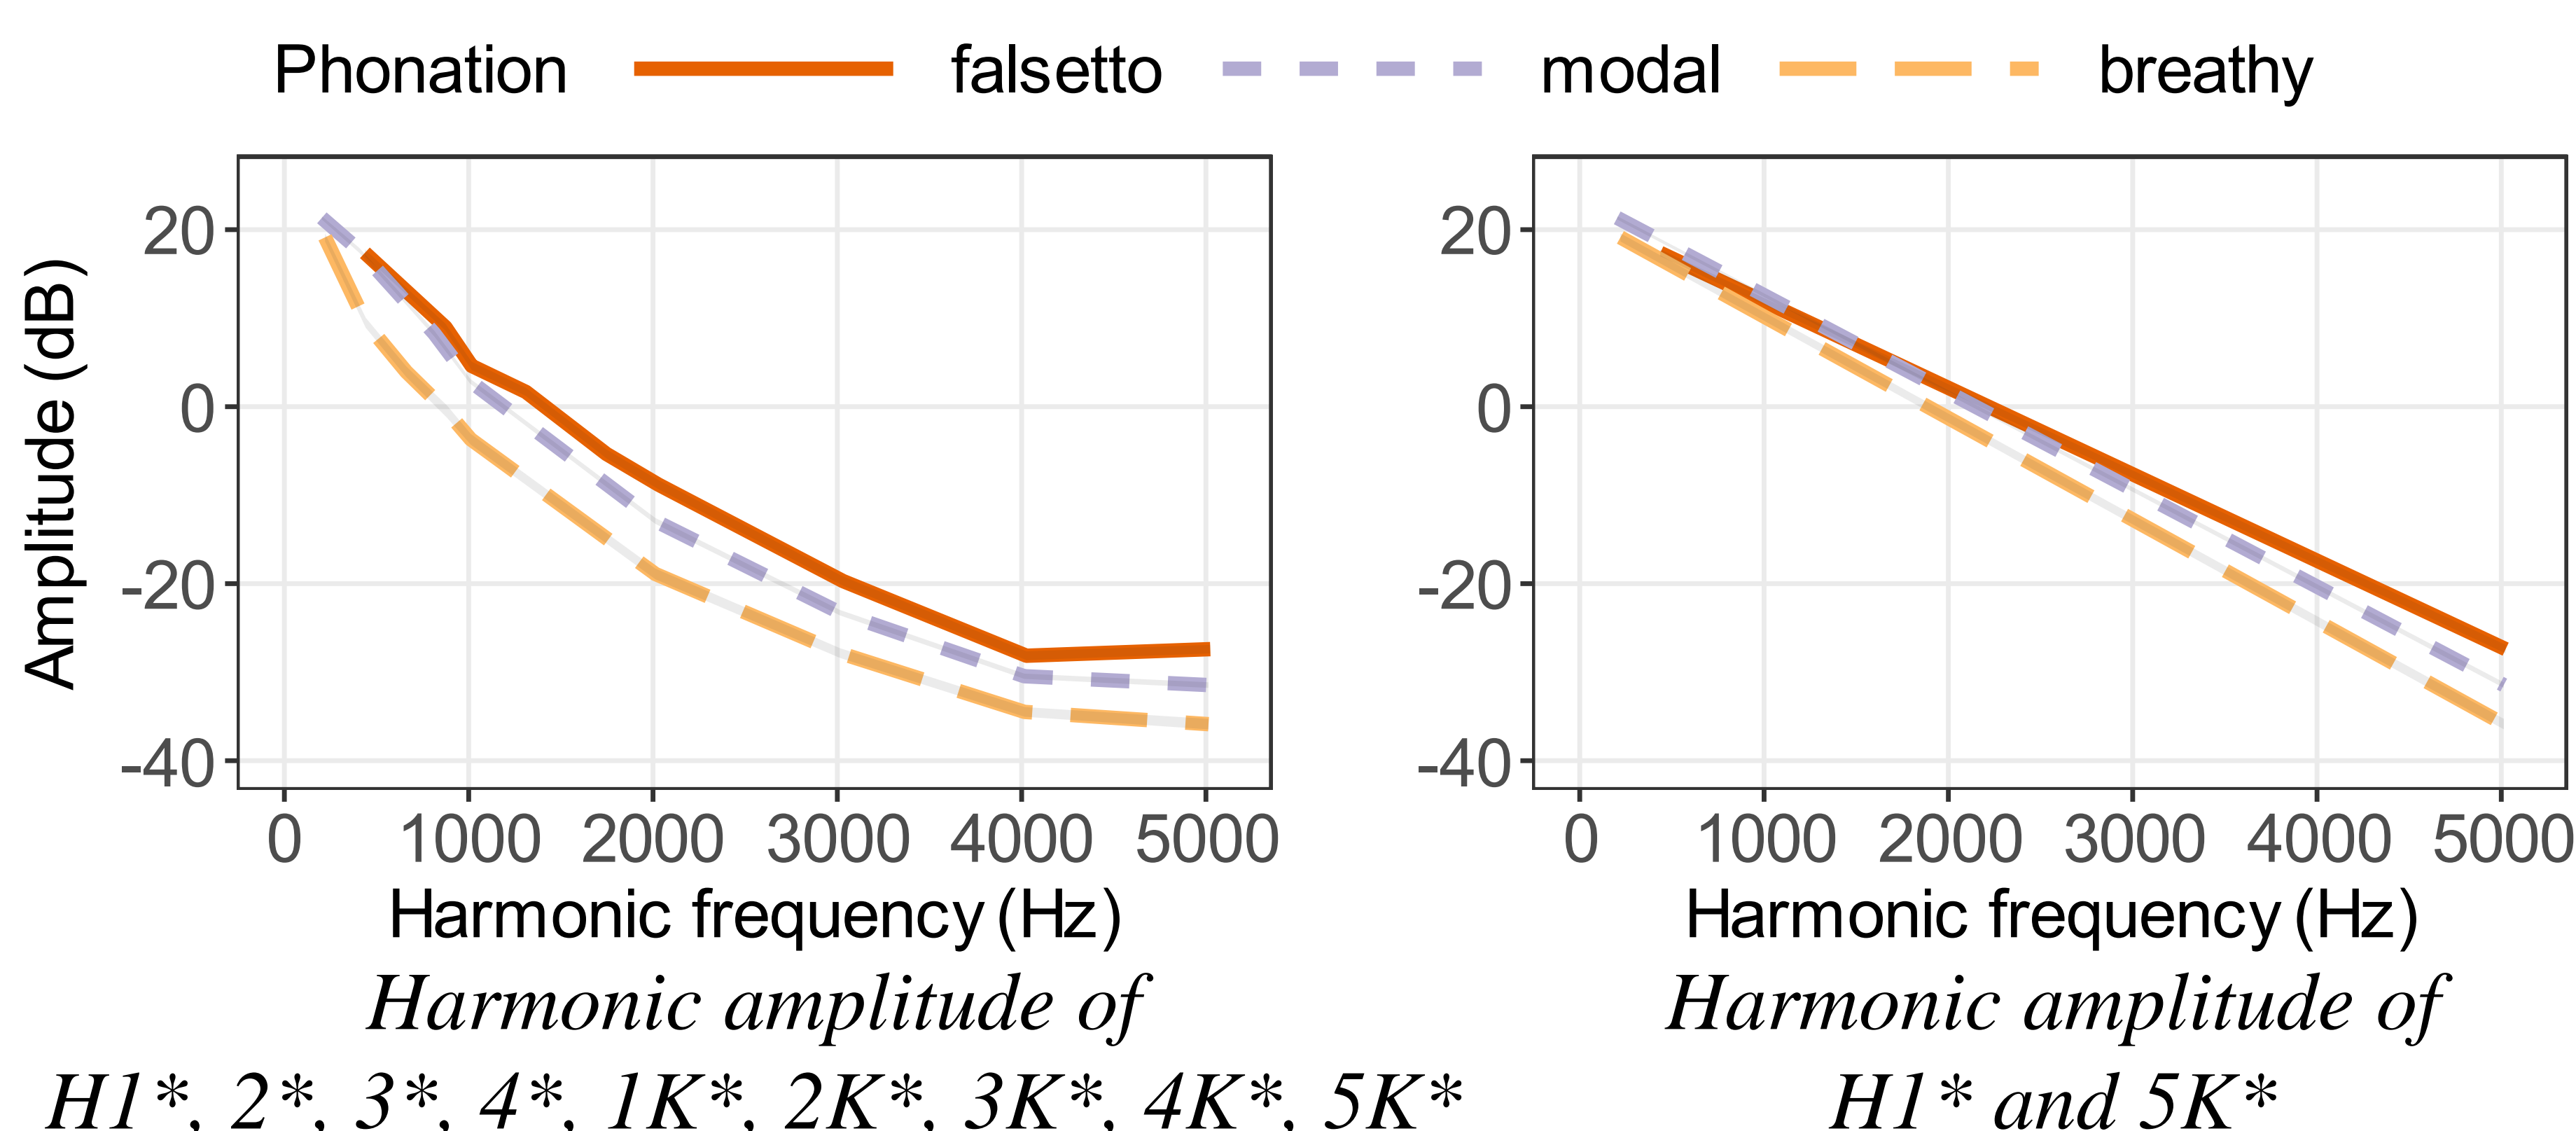 Phonation falsetto modal breathy
Amplitude (dB)
20
0
-20
-40
0 1000 2000 3000 4000 5000
Harmonic frequency (Hz)
Harmonic amplitude of
H1*, 2*, 3*, 4*, 1K*, 2K*, 3K*, 4K*, 5K*
20
0
-20
-40
0 1000 2000 3000 4000 5000
Harmonic frequency (Hz)
Harmonic amplitude of
H1* and 5K*